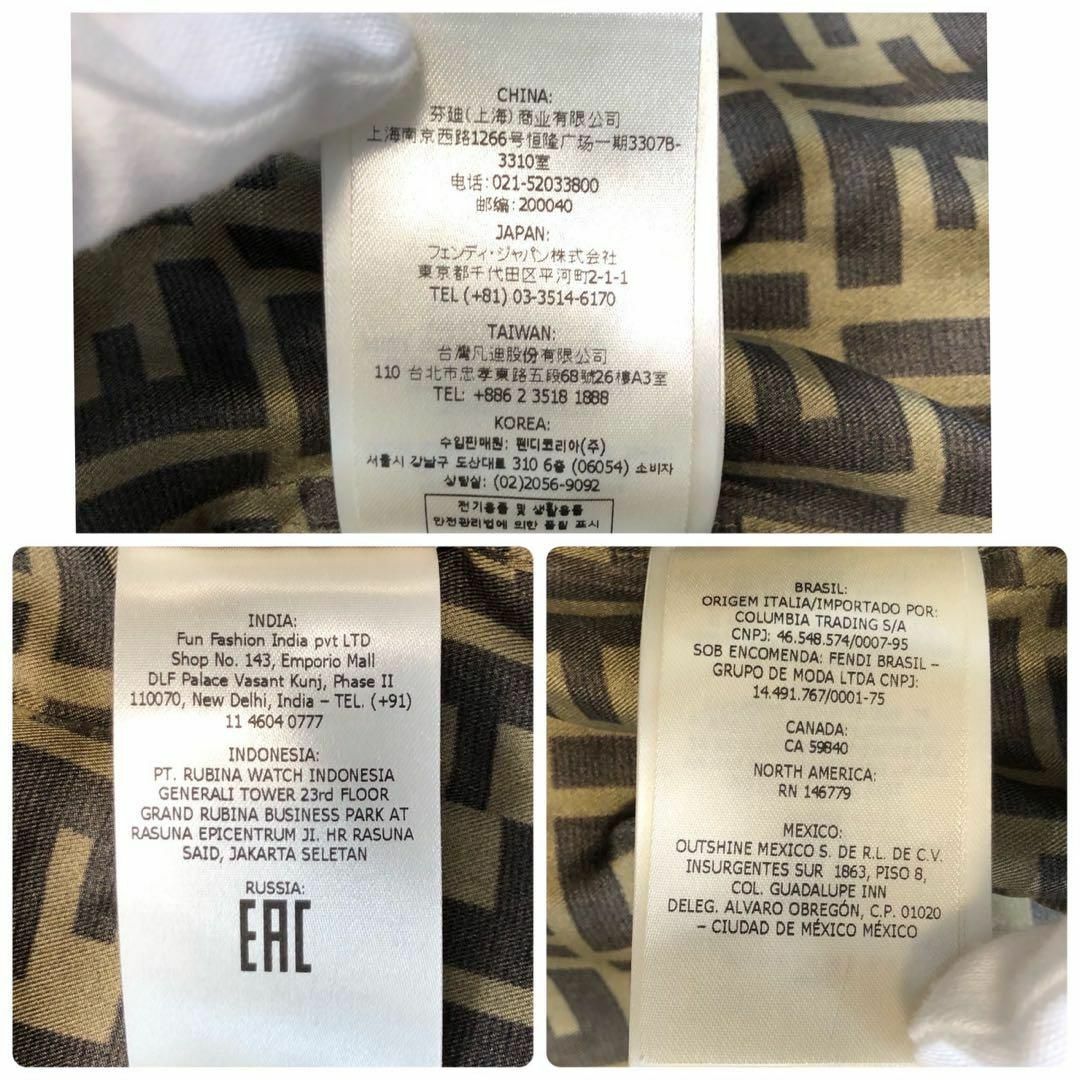 CHINA:
芬迪(上海)商业有限公司
上海南京西路1266号恒隆广场一期3307B-
3310室
电话:021-52033800
邮编:200040
JAPAN:
フェンディ・ジャパン株式会社
東京都千代田区平河町2-1-1
TEL (+81) 03-3514-6170
TAIWAN:
台灣凡迪股份有限公司
110 台北市忠孝東路五段68號26樓A3室
TEL: +886 2 3518 1888
KOREA:
수입판매원: 펜디코리아(주)
서울시 강남구 도산대로 310 6층 (06054) 소비자
상담실: (02)2056-9092
전기용품 및 생활용품
안전관리법에 의한 품질 표시
INDIA:
Fun Fashion India pvt LTD
Shop No. 143, Emporio Mall
DLF Palace Vasant Kunj, Phase II
110070, New Delhi, India – TEL. (+91)
11 4604 0777
INDONESIA:
PT. RUBINA WATCH INDONESIA
GENERALI TOWER 23rd FLOOR
GRAND RUBINA BUSINESS PARK AT
RASUNA EPICENTRUM JI. HR RASUNA
SAID, JAKARTA SELETAN
RUSSIA:
EAC
BRASIL:
ORIGEM ITALIA/IMPORTADO POR:
COLUMBIA TRADING S/A
CNPJ: 46.548.574/0007-95
SOB ENCOMENDA: FENDI BRASIL –
GRUPO DE MODA LTDA CNPJ:
14.491.767/0001-75
CANADA:
CA 59840
NORTH AMERICA:
RN 146779
MEXICO:
OUTSHINE MEXICO S. DE R.L. DE C.V.
INSURGENTES SUR 1863, PISO 8,
COL. GUADALUPE INN
DELEG. ALVARO OBREGÓN, C.P. 01020
– CIUDAD DE MÉXICO MÉXICO